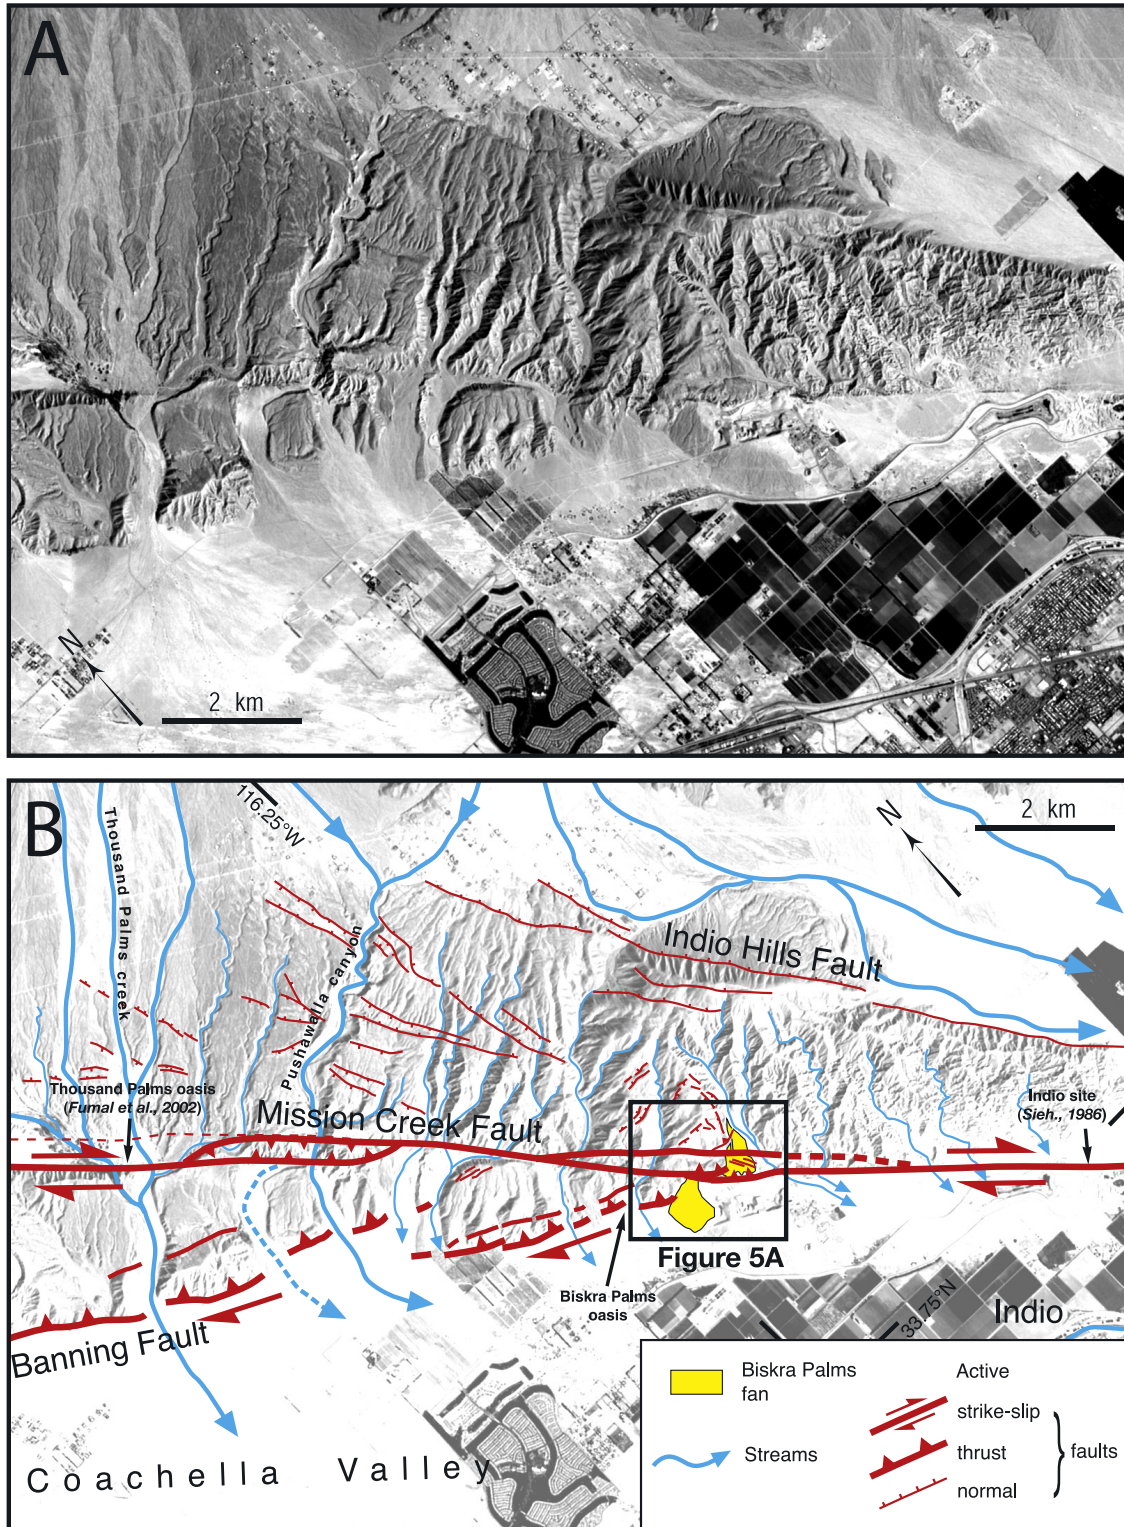 A
N
2 km
B
116.25°W
Thousand Palms creek
Pushawalla canyon
N
2 km
Indio Hills Fault
Thousand Palms oasis
(Fumal et al., 2002)
Mission Creek Fault
Indio site
(Sieh., 1986)
Figure 5A
Biskra Palms
oasis
33.75°N
Indio
Banning Fault
Coachella Valley
Biskra Palms
fan
Streams
Active
strike-slip
thrust
normal
faults